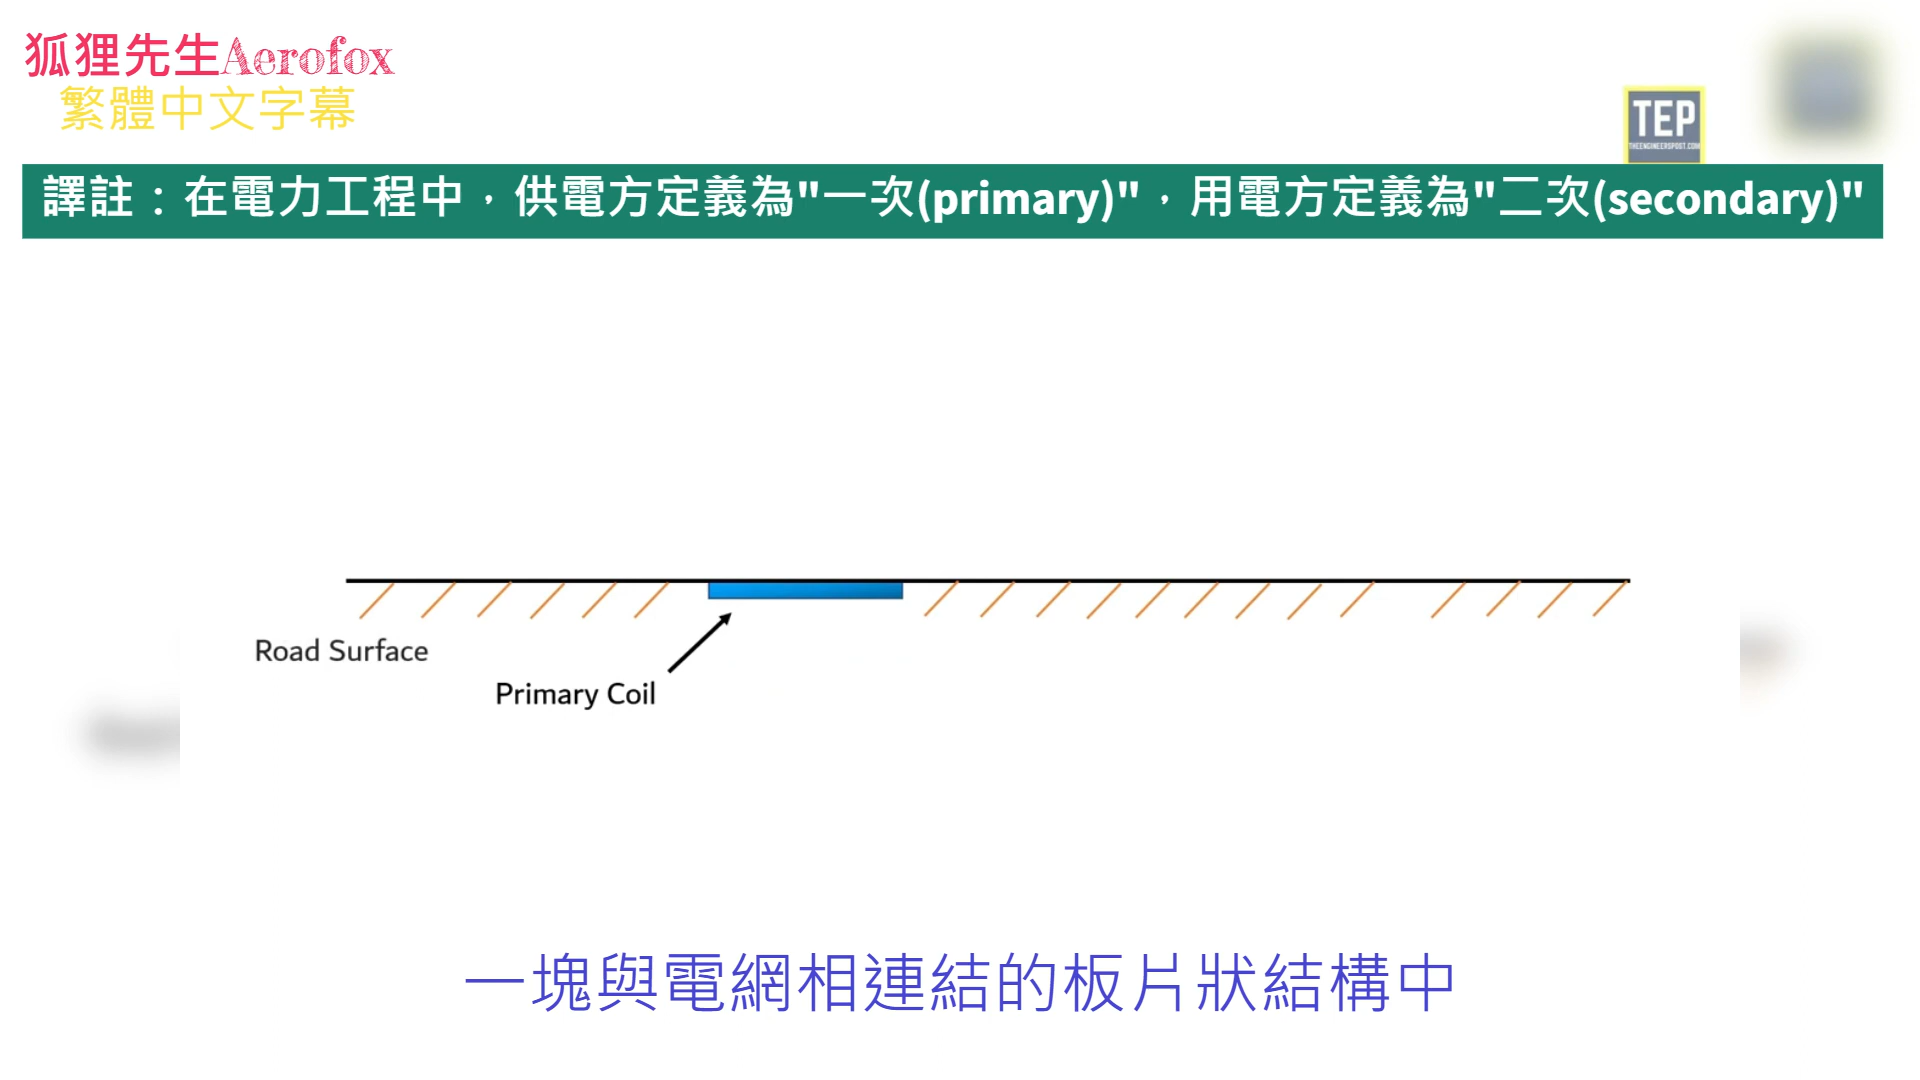 狐狸先生Aerofox
繁體中文字幕
TEP
THEENGINEERSPOST.COM
譯註：在電力工程中，供電方定義為"一次(primary)"，用電方定義為"二次(secondary)"
Road Surface
Primary Coil
一塊與電網相連結的板片狀結構中